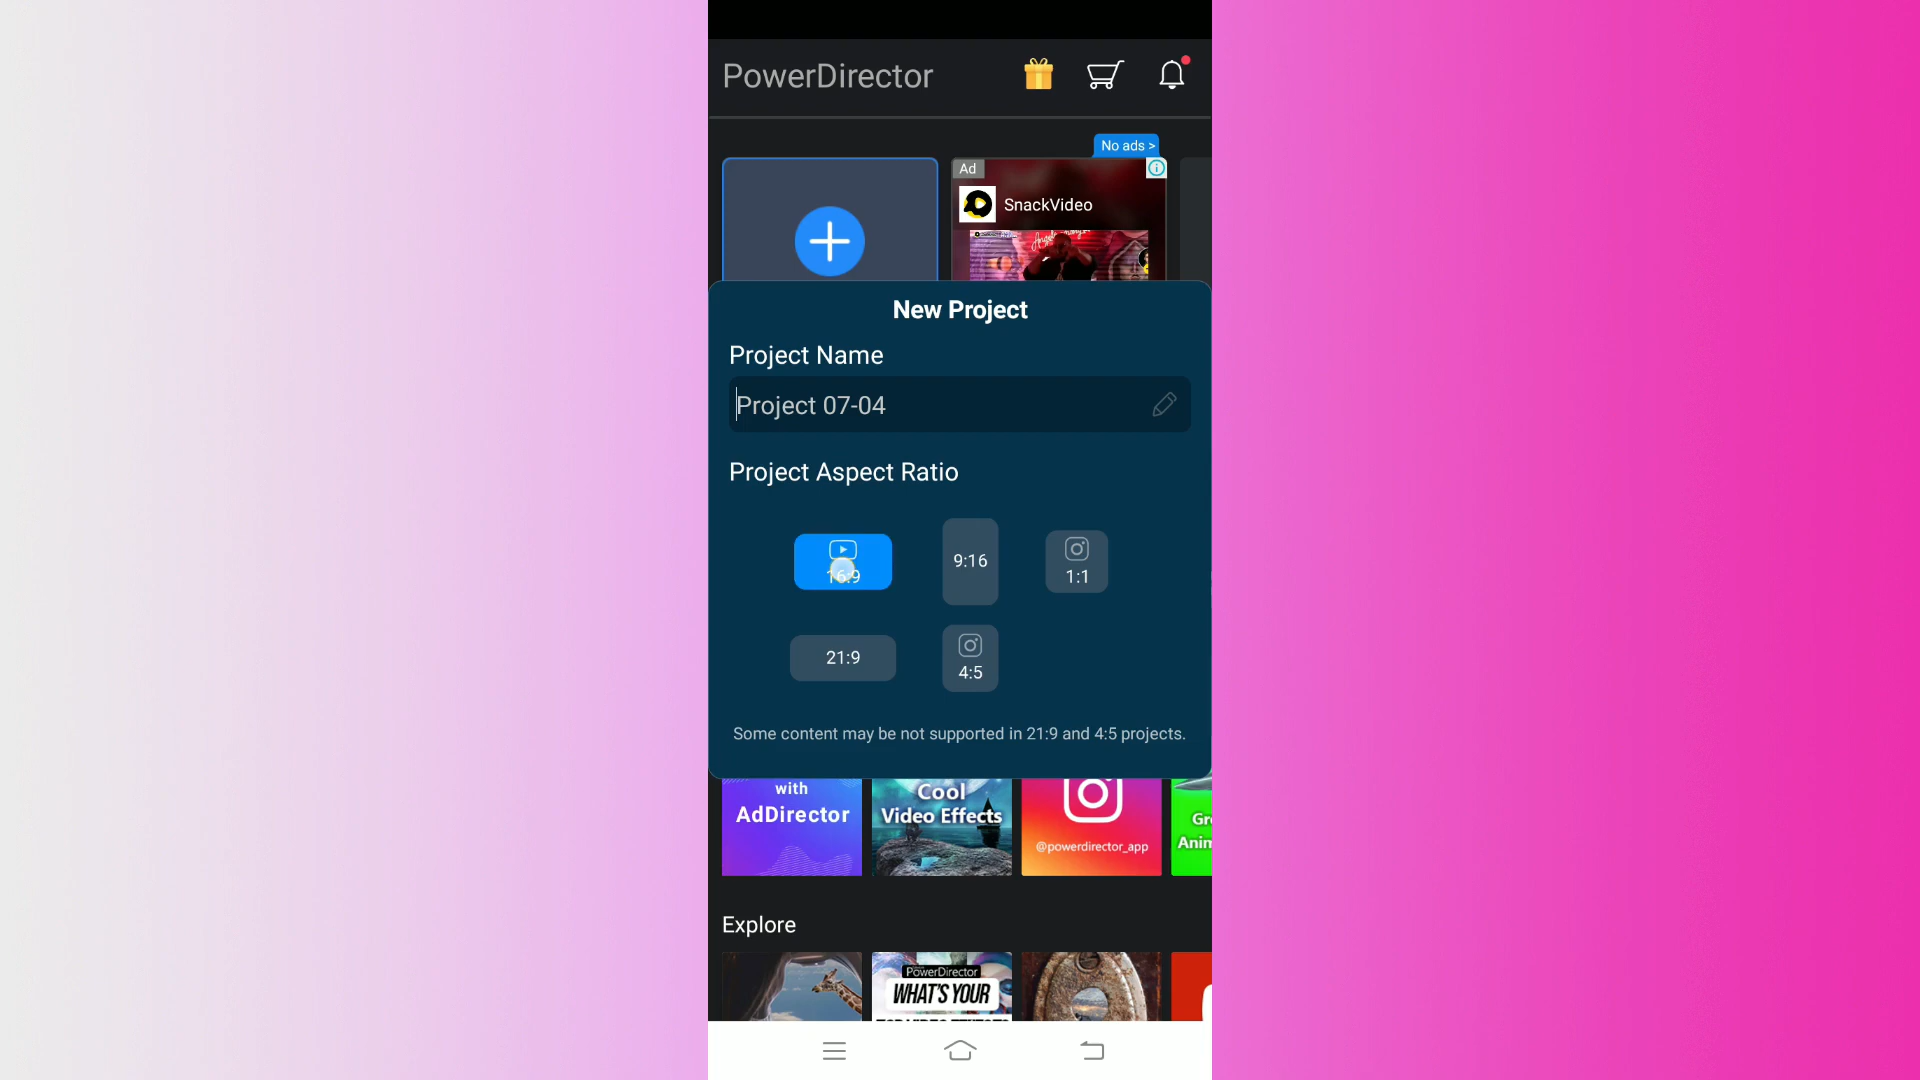 PowerDirector
No ads >
Ad
SnackVideo
New Project
Project Name
Project 07-04
Project Aspect Ratio
16:9
9:16
1:1
21:9
4:5
Some content may be not supported in 21:9 and 4:5 projects.
with
AdDirector
Cool
Video Effects
@powerdirector_app
Gr
Anim
Explore
PowerDirector
WHAT'S YOUR